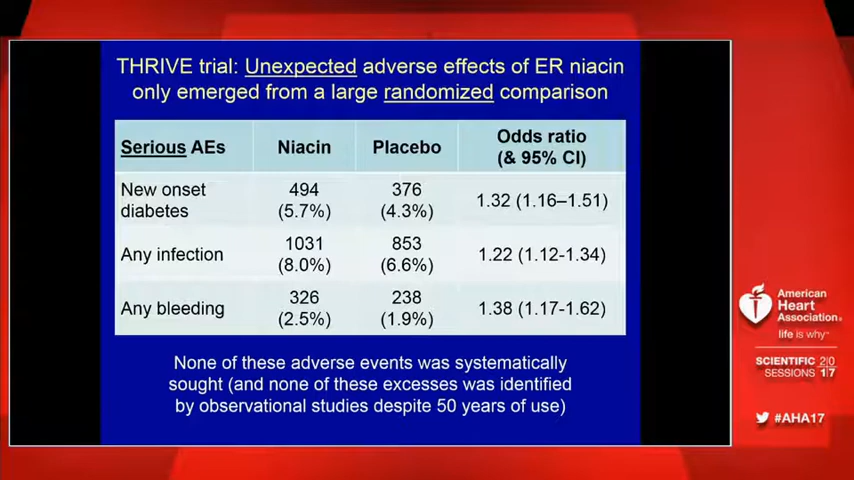 THRIVE trial: Unexpected adverse effects of ER niacin
only emerged from a large randomized comparison
Serious AEs
Niacin
Placebo
Odds ratio
(& 95% CI)
New onset
diabetes
494
(5.7%)
376
(4.3%)
1.32 (1.16–1.51)
Any infection
1031
(8.0%)
853
(6.6%)
1.22 (1.12-1.34)
Any bleeding
326
(2.5%)
238
(1.9%)
1.38 (1.17-1.62)
None of these adverse events was systematically
sought (and none of these excesses was identified
by observational studies despite 50 years of use)
American
Heart
Association®
life is why™
SCIENTIFIC 2|0
SESSIONS 1|7
#AHA17